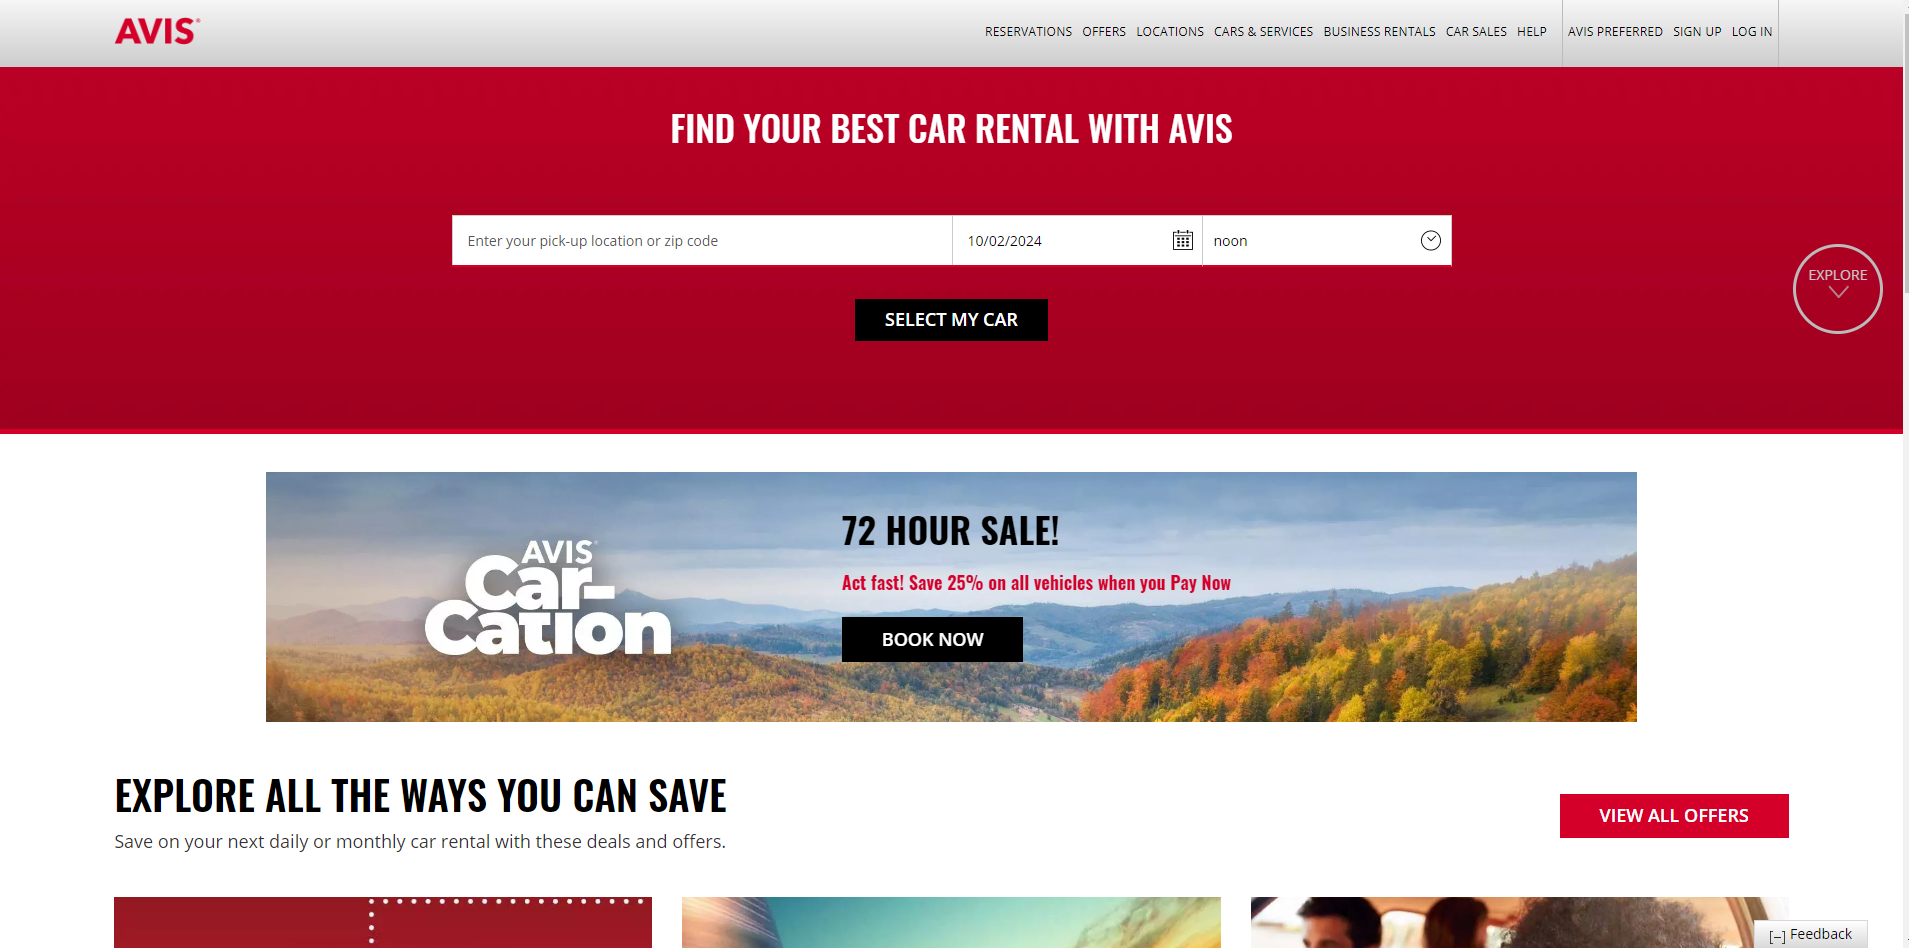 AVIS®
RESERVATIONS OFFERS LOCATIONS CARS & SERVICES BUSINESS RENTALS CAR SALES HELP AVIS PREFERRED SIGN UP LOG IN
FIND YOUR BEST CAR RENTAL WITH AVIS
Enter your pick-up location or zip code 10/02/2024 noon
EXPLORE
SELECT MY CAR
AVIS
Car-
Cation
72 HOUR SALE!
Act fast! Save 25% on all vehicles when you Pay Now
BOOK NOW
EXPLORE ALL THE WAYS YOU CAN SAVE
Save on your next daily or monthly car rental with these deals and offers.
VIEW ALL OFFERS
[–] Feedback